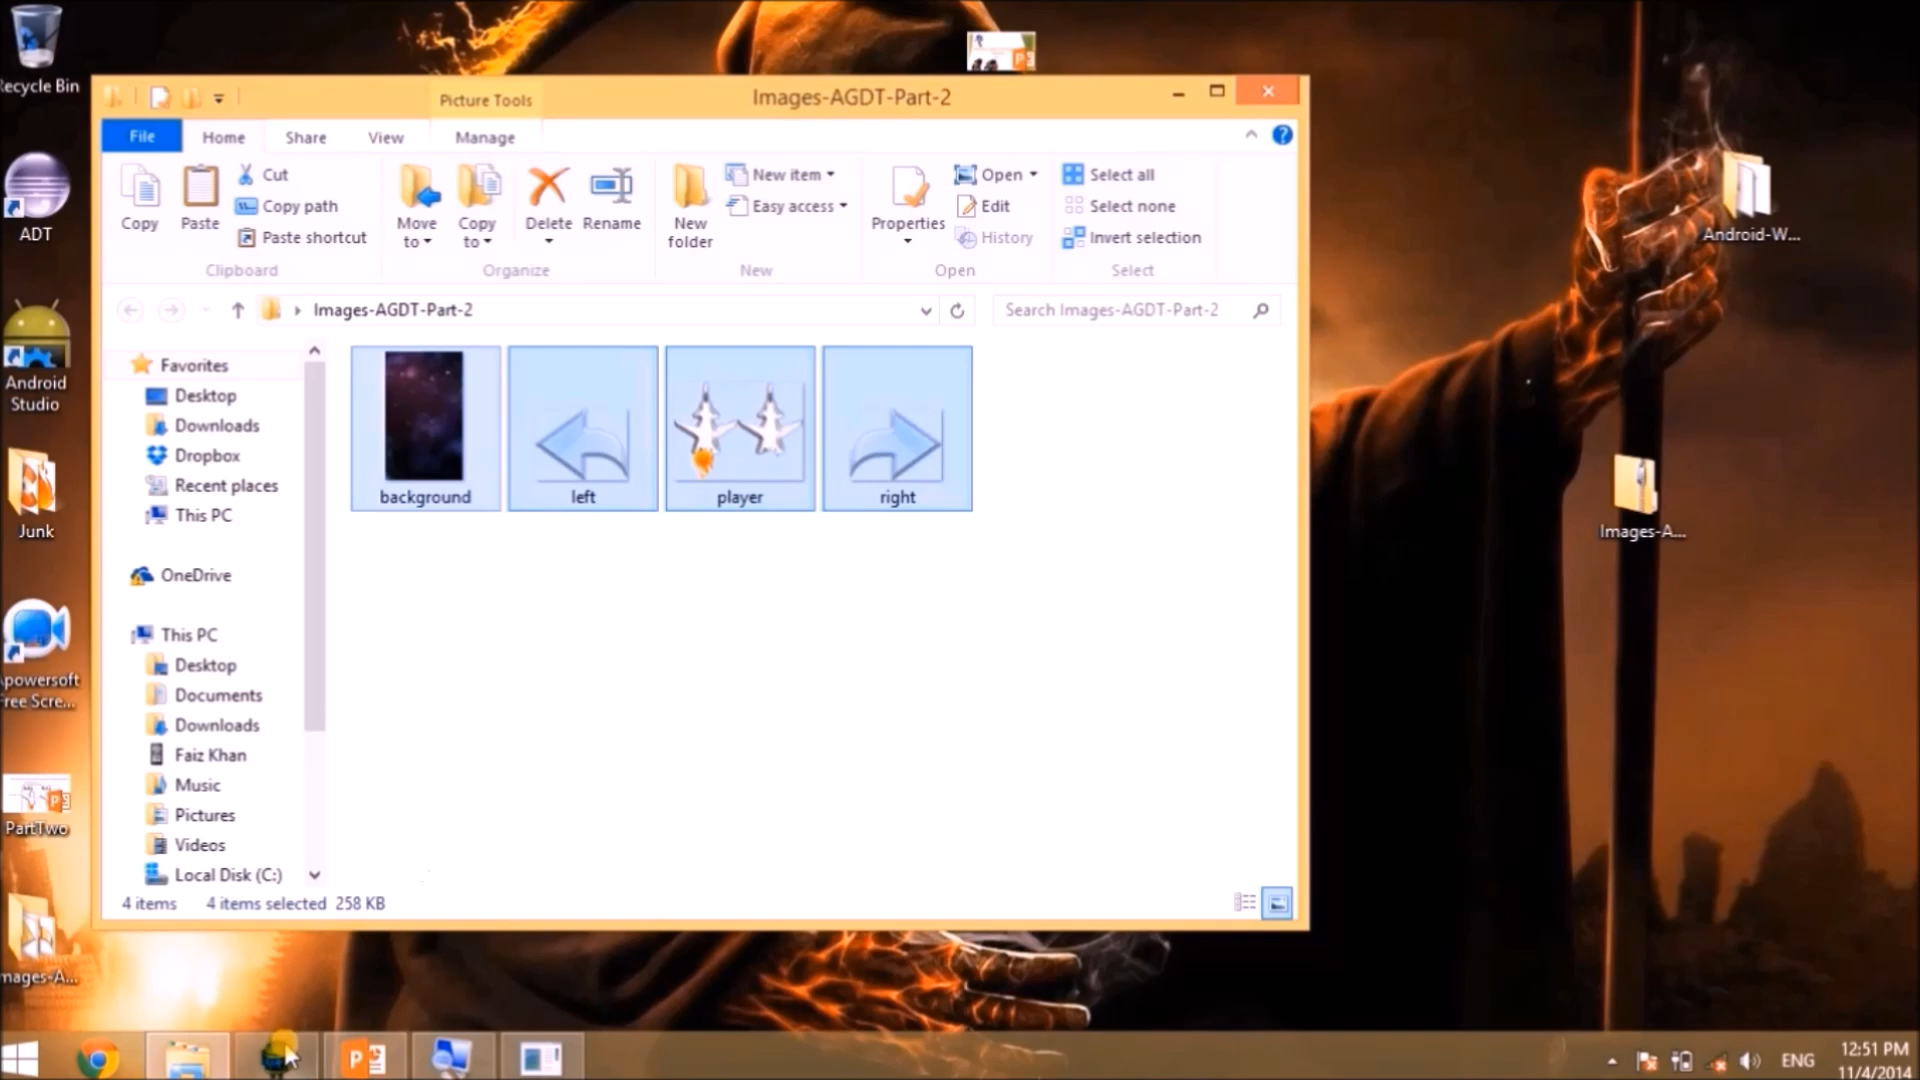 Recycle Bin
ADT
Android
Studio
Junk
Apowersoft
Free Scre...
PartTwo
Images-A...
Picture Tools
Images-AGDT-Part-2
File
Home
Share
View
Manage
Copy
Paste
Cut
Copy path
Paste shortcut
Clipboard
Move
to
Copy
to
Delete
Rename
Organize
New
folder
New item
Easy access
New
Properties
Open
Edit
History
Open
Select all
Select none
Invert selection
Select
Images-AGDT-Part-2
Search Images-AGDT-Part-2
Favorites
Desktop
Downloads
Dropbox
Recent places
This PC
OneDrive
This PC
Desktop
Documents
Downloads
Faiz Khan
Music
Pictures
Videos
Local Disk (C:)
background
left
player
right
4 items
4 items selected 258 KB
Android-W...
Images-A...
ENG
12:51 PM
11/4/2014